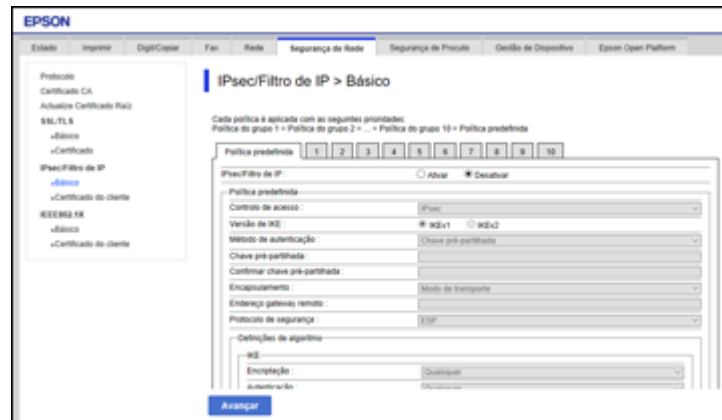 EPSON
Estado Imprimir Digit/Copiar Fax Rede Segurança de Rede Segurança de Produto Gestão de Dispositivo Epson Open Platform
Protocolo
Certificado CA
Actualize Certificado Raiz
SSL/TLS
»Básico
»Certificado
IPsec/Filtro de IP
»Básico
»Certificado do cliente
IEEE802.1X
»Básico
»Certificado do cliente
IPsec/Filtro de IP > Básico
Cada política é aplicada com as seguintes prioridades:
Política do grupo 1 > Política do grupo 2 > ... > Política do grupo 10 > Política predefinida
Política predefinida 1 2 3 4 5 6 7 8 9 10
IPsec/Filtro de IP : Ativar Desativar
Política predefinida
Controlo de acesso : IPsec
Versão de IKE : IKEv1 IKEv2
Método de autenticação : Chave pré-partilhada
Chave pré-partilhada :
Confirmar chave pré-partilhada :
Encapsulamento : Modo de transporte
Endereço gateway remoto :
Protocolo de segurança : ESP
Definições de algoritmo
IKE
Encriptação : Quaisquer
Autenticação : Quaisquer
Avançar